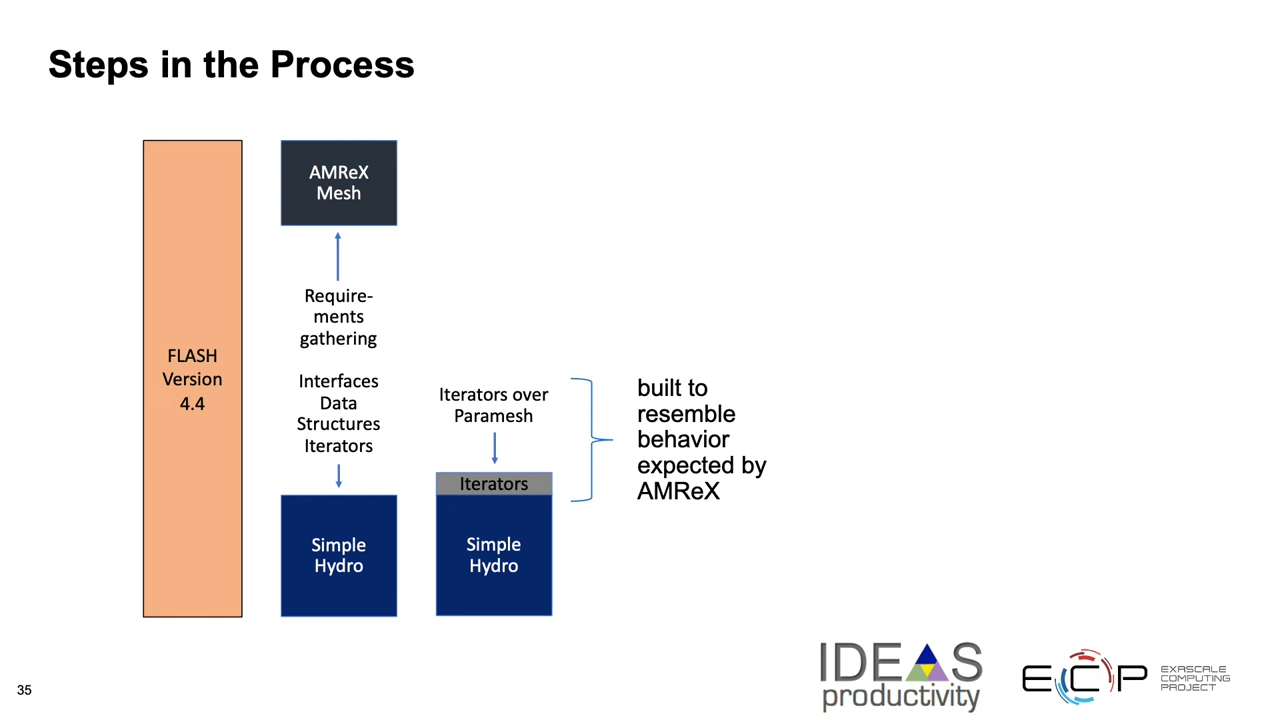 Steps in the Process
FLASH
Version
4.4
AMReX
Mesh
Require-
ments
gathering
Interfaces
Data
Structures
Iterators
Simple
Hydro
Iterators over
Paramesh
Iterators
Simple
Hydro
built to
resemble
behavior
expected by
AMReX
35
IDEAS
productivity
ECP
EXASCALE
COMPUTING
PROJECT